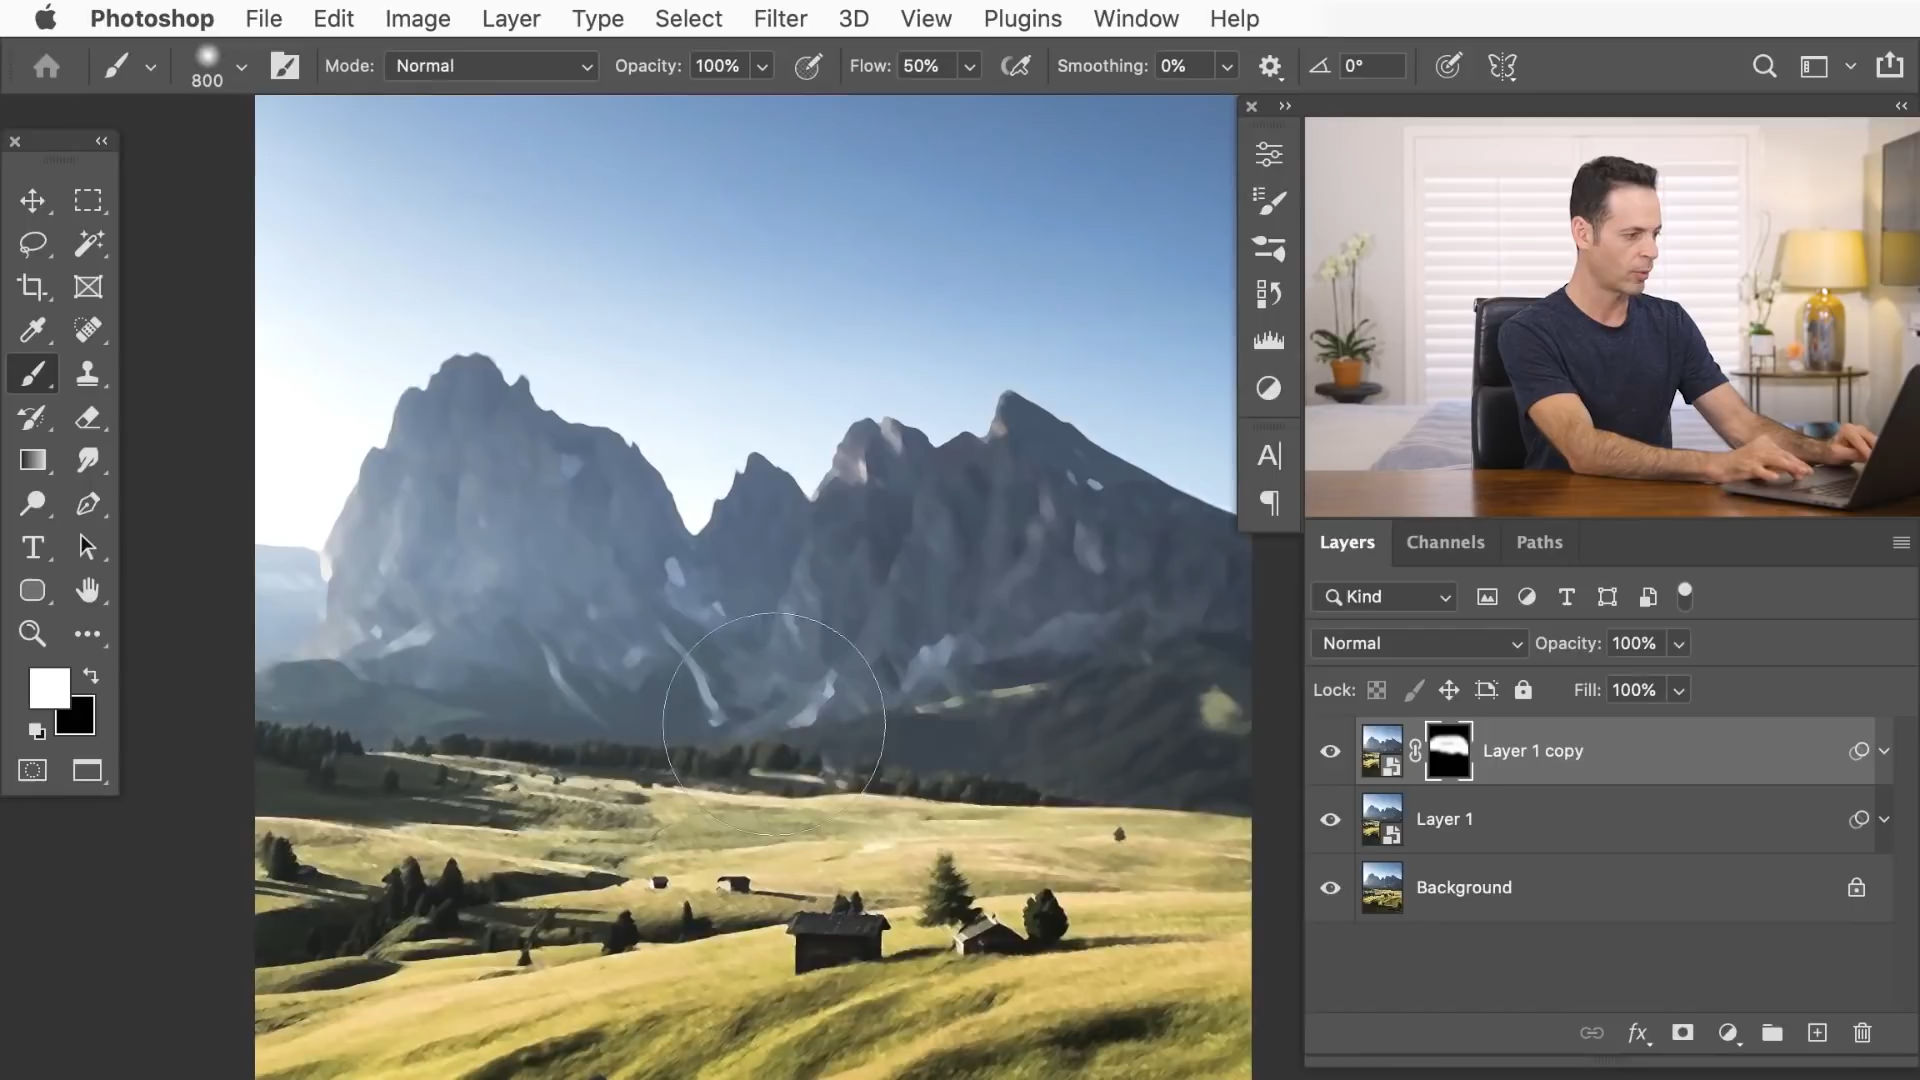 Photoshop File Edit Image Layer Type Select Filter 3D View Plugins Window Help
800 Mode: Normal Opacity: 100% Flow: 50% Smoothing: 0% 0°
Layers Channels Paths
Kind
Normal Opacity: 100%
Lock: Fill: 100%
Layer 1 copy
Layer 1
Background
fx